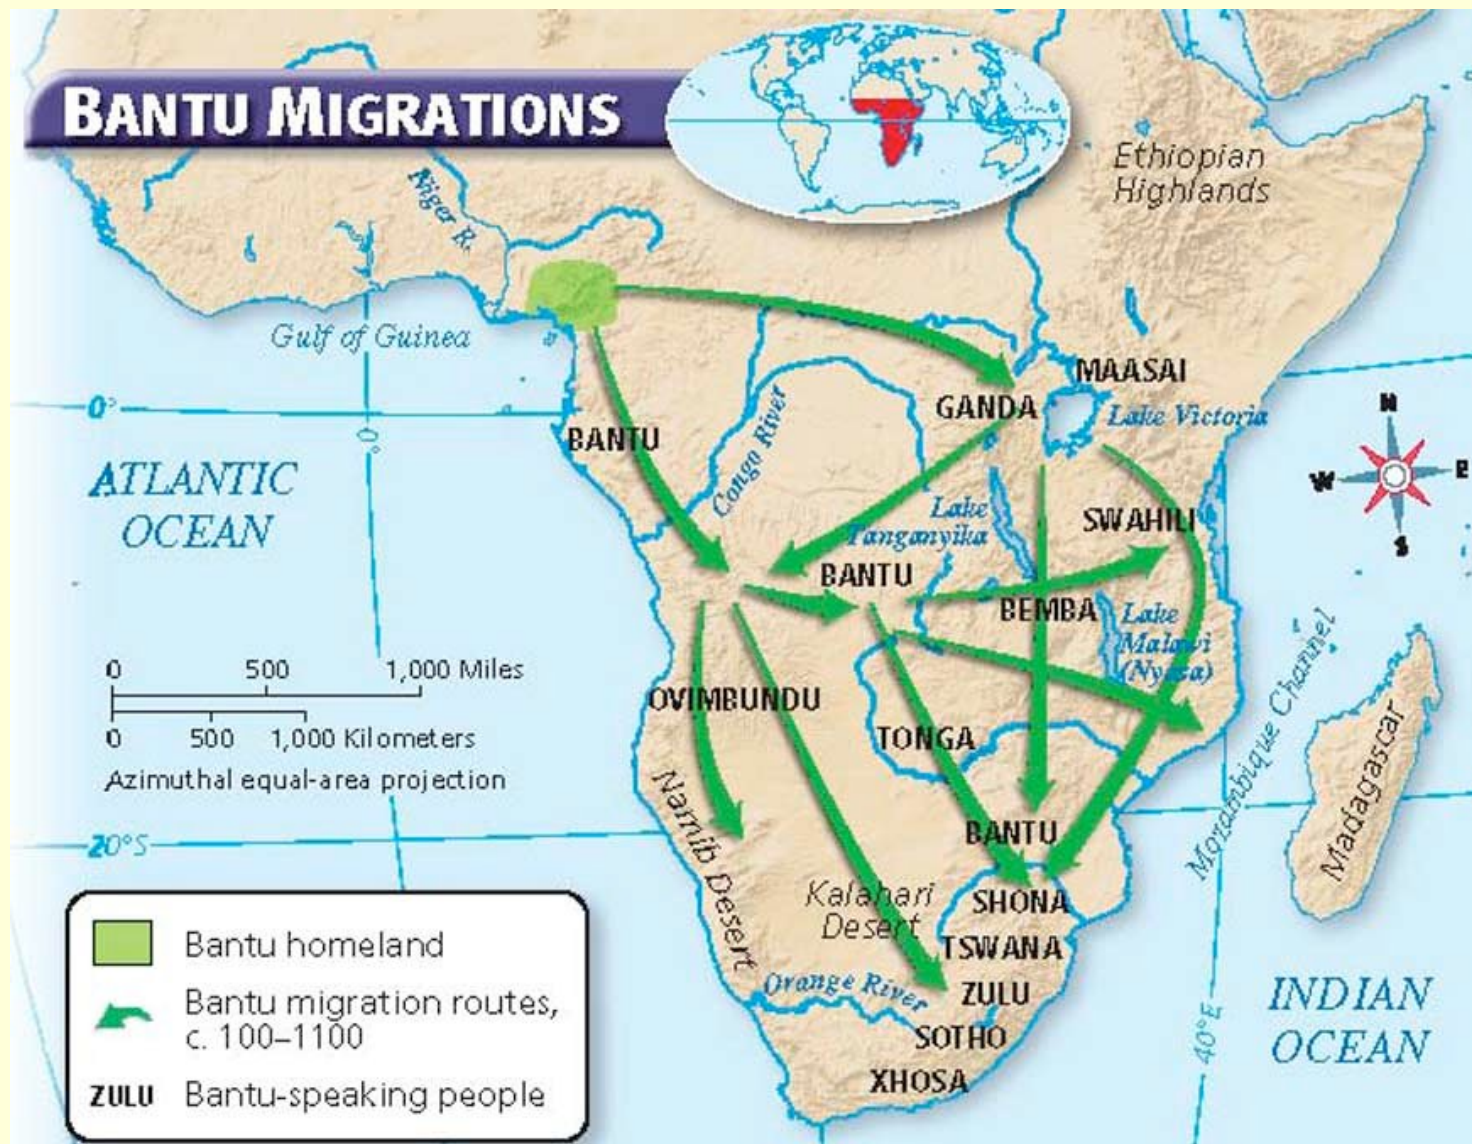 BANTU MIGRATIONS
Ethiopian
Highlands
Niger R.
Gulf of Guinea
MAASAI
GANDA
Lake Victoria
0°
0°
BANTU
Congo River
N
W
E
S
ATLANTIC
OCEAN
Lake
Tanganyika
SWAHILI
BANTU
BEMBA
Lake
Malawi
(Nyasa)
Mozambique Channel
0 500 1,000 Miles
0 500 1,000 Kilometers
Azimuthal equal-area projection
OVIMBUNDU
TONGA
Madagascar
Namib Desert
20°S
BANTU
Kalahari
Desert
SHONA
TSWANA
Orange River
ZULU
SOTHO
XHOSA
40°E
INDIAN
OCEAN
Bantu homeland
Bantu migration routes,
c. 100–1100
ZULU Bantu-speaking people